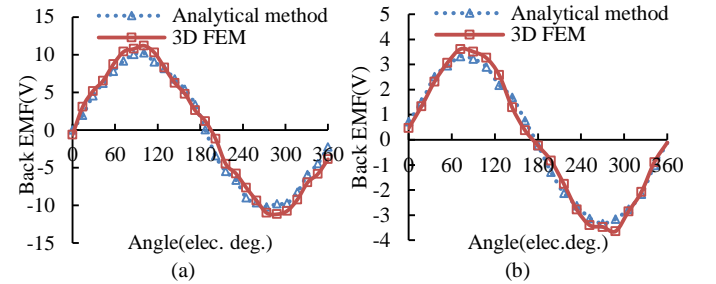 Analytical method
3D FEM
15
10
5
0
-5
-10
-15
0 60 120 180 240 300 360
Back EMF(V)
Angle(elec. deg.)
(a)
Analytical method
3D FEM
5
4
3
2
1
0
-1
-2
-3
-4
0 60 120 180 240 300 360
Back EMF(V)
Angle(elec.deg.)
(b)